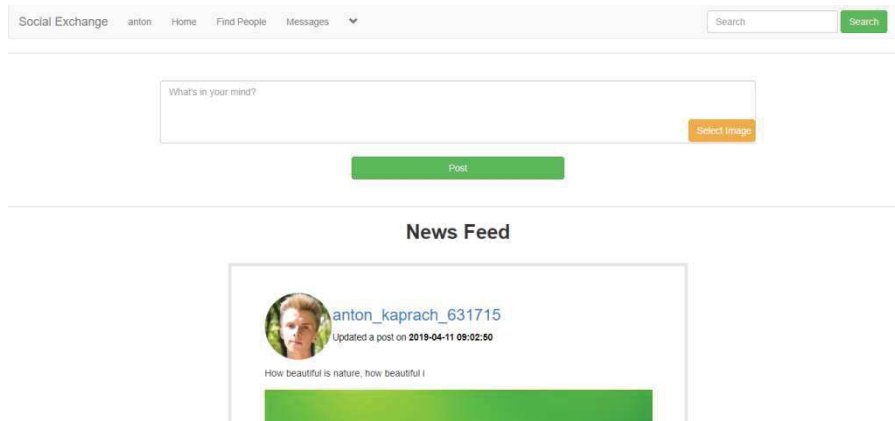 Social Exchange anton Home Find People Messages Search Search
What's in your mind?
Select Image
Post
News Feed
anton_kaprach_631715
Updated a post on 2019-04-11 09:02:50
How beautiful is nature, how beautiful i